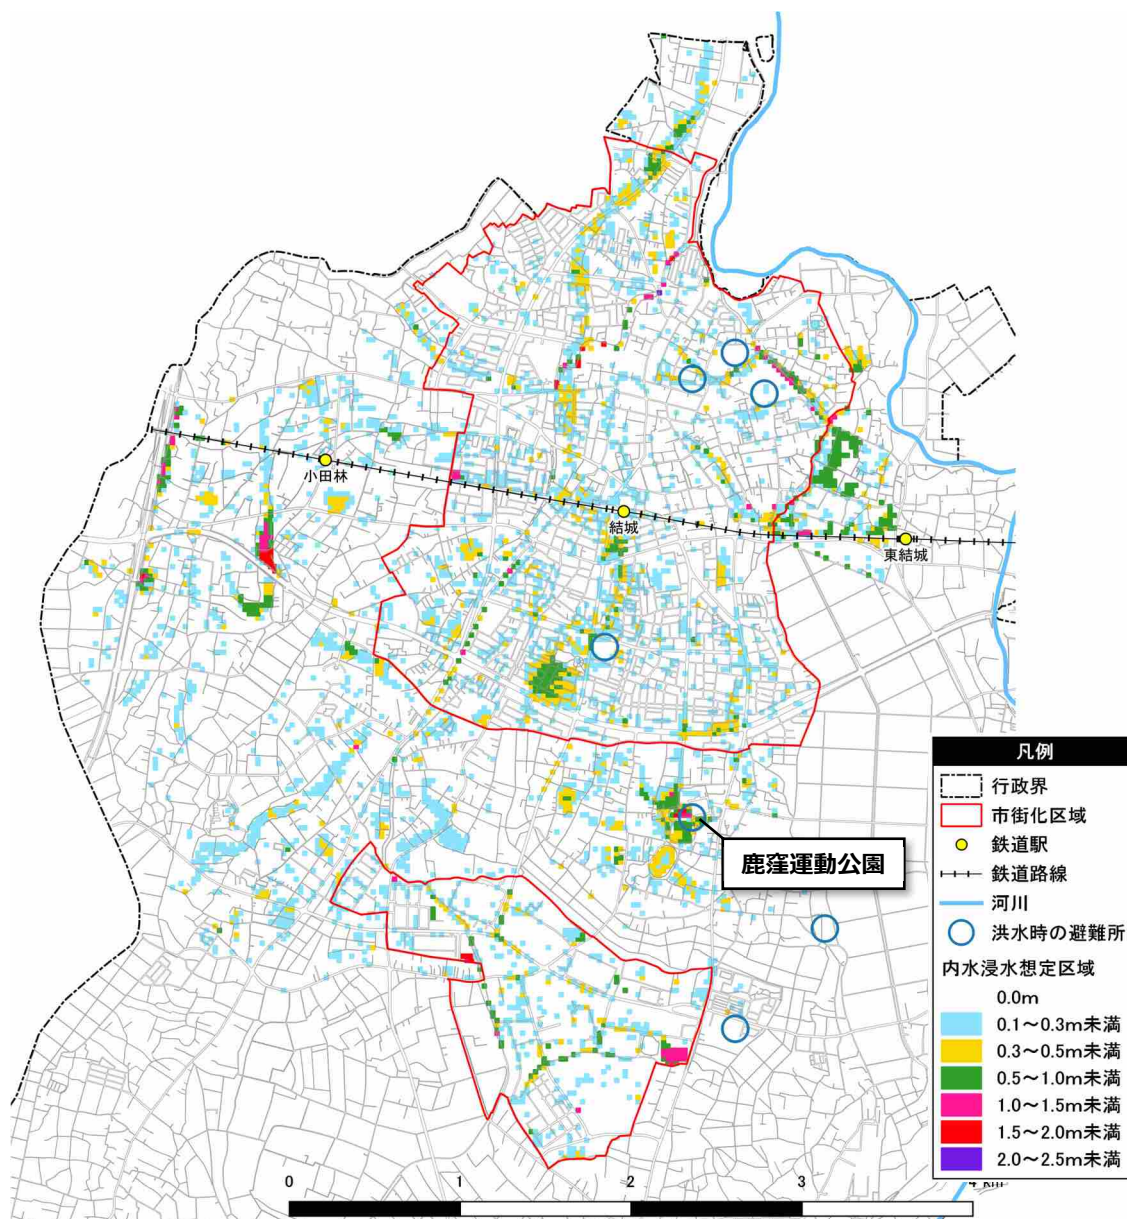 小田林
結城
東結城
鹿窪運動公園
凡例
行政界
市街化区域
鉄道駅
鉄道路線
河川
洪水時の避難所
内水浸水想定区域
0.0m
0.1～0.3m未満
0.3～0.5m未満
0.5～1.0m未満
1.0～1.5m未満
1.5～2.0m未満
2.0～2.5m未満
0 1 2 3 4 km